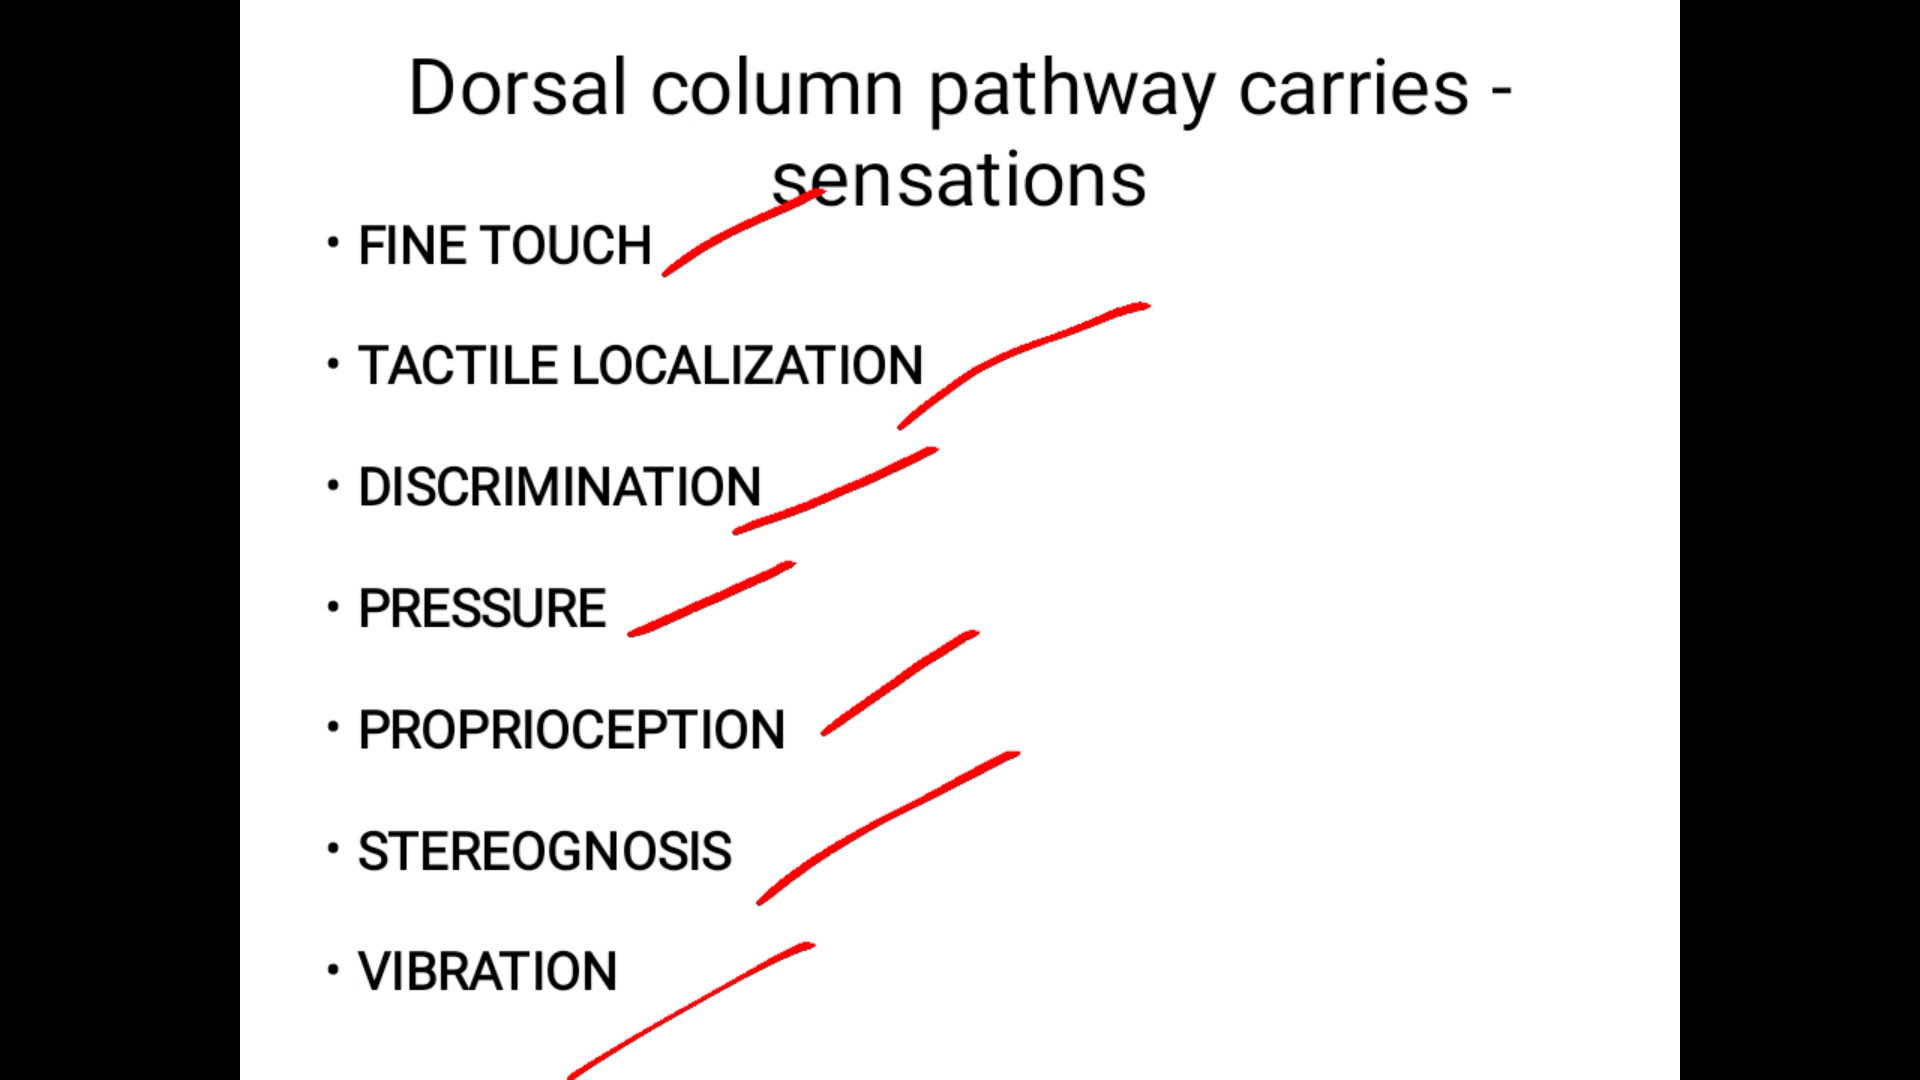 Dorsal column pathway carries -
sensations
• FINE TOUCH
• TACTILE LOCALIZATION
• DISCRIMINATION
• PRESSURE
• PROPRIOCEPTION
• STEREOGNOSIS
• VIBRATION